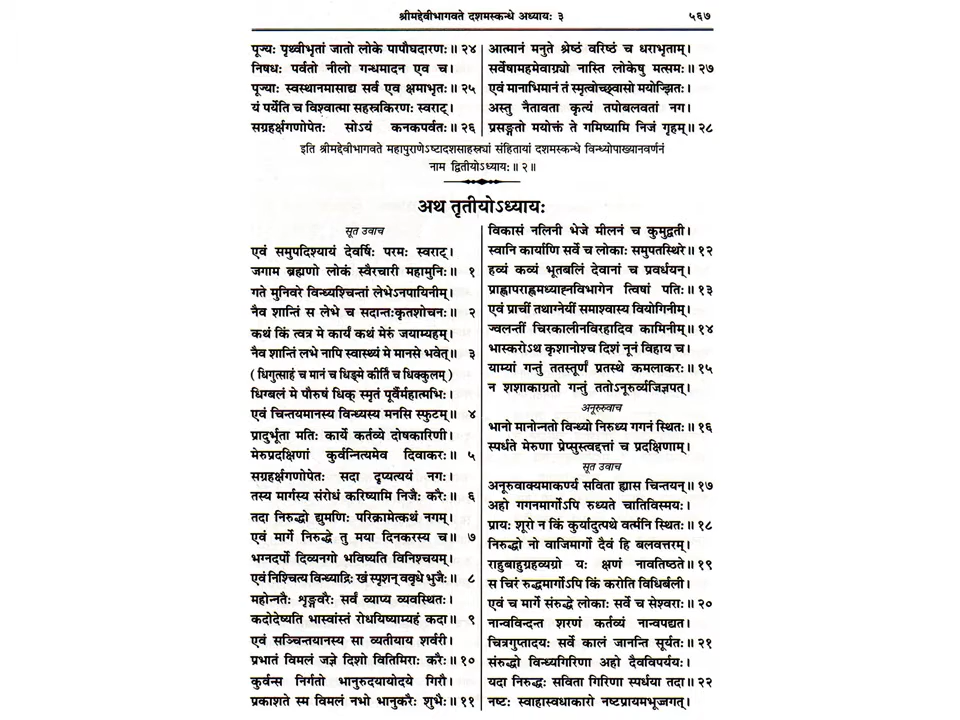 श्रीमद्देवीभागवते दशमस्कन्धे अध्यायः ३
५६७
पूज्यः पृथ्वीभृतां जातो लोके पापौघदारणः॥ २४
निषधः पर्वतो नीलो गन्धमादन एव च।
पूज्याः स्वस्थानमासाद्य सर्व एव क्षमाभृतः॥ २५
यं पर्येति च विश्वात्मा सहस्रकिरणः स्वराट्।
सग्रहर्क्षगणोपेतः सोऽयं कनकपर्वतः॥ २६
आत्मानं मनुते श्रेष्ठं वरिष्ठं च धराभृताम्।
सर्वेषामहमेवाग्र्यो नास्ति लोकेषु मत्समः॥ २७
एवं मानाभिमानं तं स्मृत्वोच्छ्वासो मयोज्झितः।
अस्तु नैतावता कृत्यं तपोबलवतां नग।
प्रसङ्गतो मयोक्तं ते गमिष्यामि निजं गृहम्॥ २८
इति श्रीमद्देवीभागवते महापुराणेऽष्टादशसाहस्र्यां संहितायां दशमस्कन्धे विन्ध्योपाख्यानवर्णनं
नाम द्वितीयोऽध्यायः॥ २॥
अथ तृतीयोऽध्यायः
सूत उवाच
एवं समुपदिश्यायं देवर्षिः परमः स्वराट्।
जगाम ब्रह्मणो लोकं स्वैरचारी महामुनिः॥ १
गते मुनिवरे विन्ध्यश्चिन्तां लेभेऽनपायिनीम्।
नैव शान्तिं स लेभे च सदान्तःकृतशोचनः॥ २
कथं किं त्वत्र मे कार्यं कथं मेरुं जयाम्यहम्।
नैव शान्तिं लभे नापि स्वास्थ्यं मे मानसे भवेत्॥ ३
( धिगुत्साहं च मानं च धिङ्मे कीर्तिं च धिक्कुलम् )
धिग्बलं मे पौरुषं धिक् स्मृतं पूर्वैर्महात्मभिः।
एवं चिन्तयमानस्य विन्ध्यस्य मनसि स्फुटम्॥ ४
प्रादुर्भूता मतिः कार्ये कर्तव्ये दोषकारिणी।
मेरुप्रदक्षिणां कुर्वन्नित्यमेव दिवाकरः॥ ५
सग्रहर्क्षगणोपेतः सदा दृप्यत्ययं नगः।
तस्य मार्गस्य संरोधं करिष्यामि निजैः करैः॥ ६
तदा निरुद्धो द्युमणिः परिक्रामेत्कथं नगम्।
एवं मार्गे निरुद्धे तु मया दिनकरस्य च॥ ७
भग्नदर्पो दिव्यनगो भविष्यति विनिश्चयम्।
एवं निश्चित्य विन्ध्याद्रिः खं स्पृशन् ववृधे भुजैः॥ ८
महोन्नतैः शृङ्गवरैः सर्वं व्याप्य व्यवस्थितः।
कदोदेष्यति भास्वांस्तं रोधयिष्याम्यहं कदा॥ ९
एवं सञ्चिन्तयानस्य सा व्यतीयाय शर्वरी।
प्रभातं विमलं जज्ञे दिशो वितिमिराः करैः॥ १०
कुर्वन्स निर्गतो भानुरुदयायोदये गिरौ।
प्रकाशते स्म विमलं नभो भानुकरैः शुभैः॥ ११
विकासं नलिनी भेजे मीलनं च कुमुद्वती।
स्वानि कार्याणि सर्वे च लोकाः समुपतस्थिरे॥ १२
हव्यं कव्यं भूतबलिं देवानां च प्रवर्धयन्।
प्राह्णापराह्णमध्याह्नविभागेन त्विषां पतिः॥ १३
एवं प्राचीं तथाग्नेयीं समाश्वास्य वियोगिनीम्।
ज्वलन्तीं चिरकालीनविरहादिव कामिनीम्॥ १४
भास्करोऽथ कृशानोश्च दिशं नूनं विहाय च।
याम्यां गन्तुं ततस्तूर्णं प्रतस्थे कमलाकरः॥ १५
न शशाकाग्रतो गन्तुं ततोऽनूरुर्व्यजिज्ञपत्।
अनूरुरुवाच
भानो मानोन्नतो विन्ध्यो निरुध्य गगनं स्थितः॥ १६
स्पर्धते मेरुणा प्रेप्सुस्त्वद्दत्तां च प्रदक्षिणाम्।
सूत उवाच
अनूरुवाक्यमाकर्ण्य सविता ह्यास चिन्तयन्॥ १७
अहो गगनमार्गोऽपि रुध्यते चातिविस्मयः।
प्रायः शूरो न किं कुर्यादुत्पथे वर्त्मनि स्थितः॥ १८
निरुद्धो नो वाजिमार्गो दैवं हि बलवत्तरम्।
राहुबाहुग्रहव्यग्रो यः क्षणं नावतिष्ठते॥ १९
स चिरं रुद्धमार्गोऽपि किं करोति विधिर्बली।
एवं च मार्गे संरुद्धे लोकाः सर्वे च सेश्वराः॥ २०
नान्वविन्दन्त शरणं कर्तव्यं नान्वपद्यत।
चित्रगुप्तादयः सर्वे कालं जानन्ति सूर्यतः॥ २१
संरुद्धो विन्ध्यगिरिणा अहो दैवविपर्ययः।
यदा निरुद्धः सविता गिरिणा स्पर्धया तदा॥ २२
नष्टः स्वाहास्वधाकारो नष्टप्रायमभूज्जगत्।